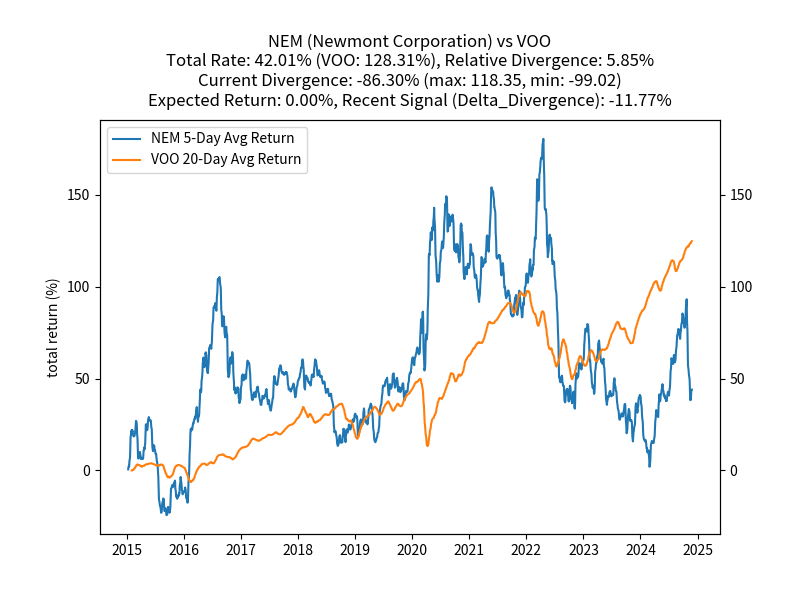 NEM (Newmont Corporation) vs VOO
Total Rate: 42.01% (VOO: 128.31%), Relative Divergence: 5.85%
Current Divergence: -86.30% (max: 118.35, min: -99.02)
Expected Return: 0.00%, Recent Signal (Delta_Divergence): -11.77%
NEM 5-Day Avg Return
VOO 20-Day Avg Return
total return (%)
150
100
50
0
150
100
50
0
2015 2016 2017 2018 2019 2020 2021 2022 2023 2024 2025